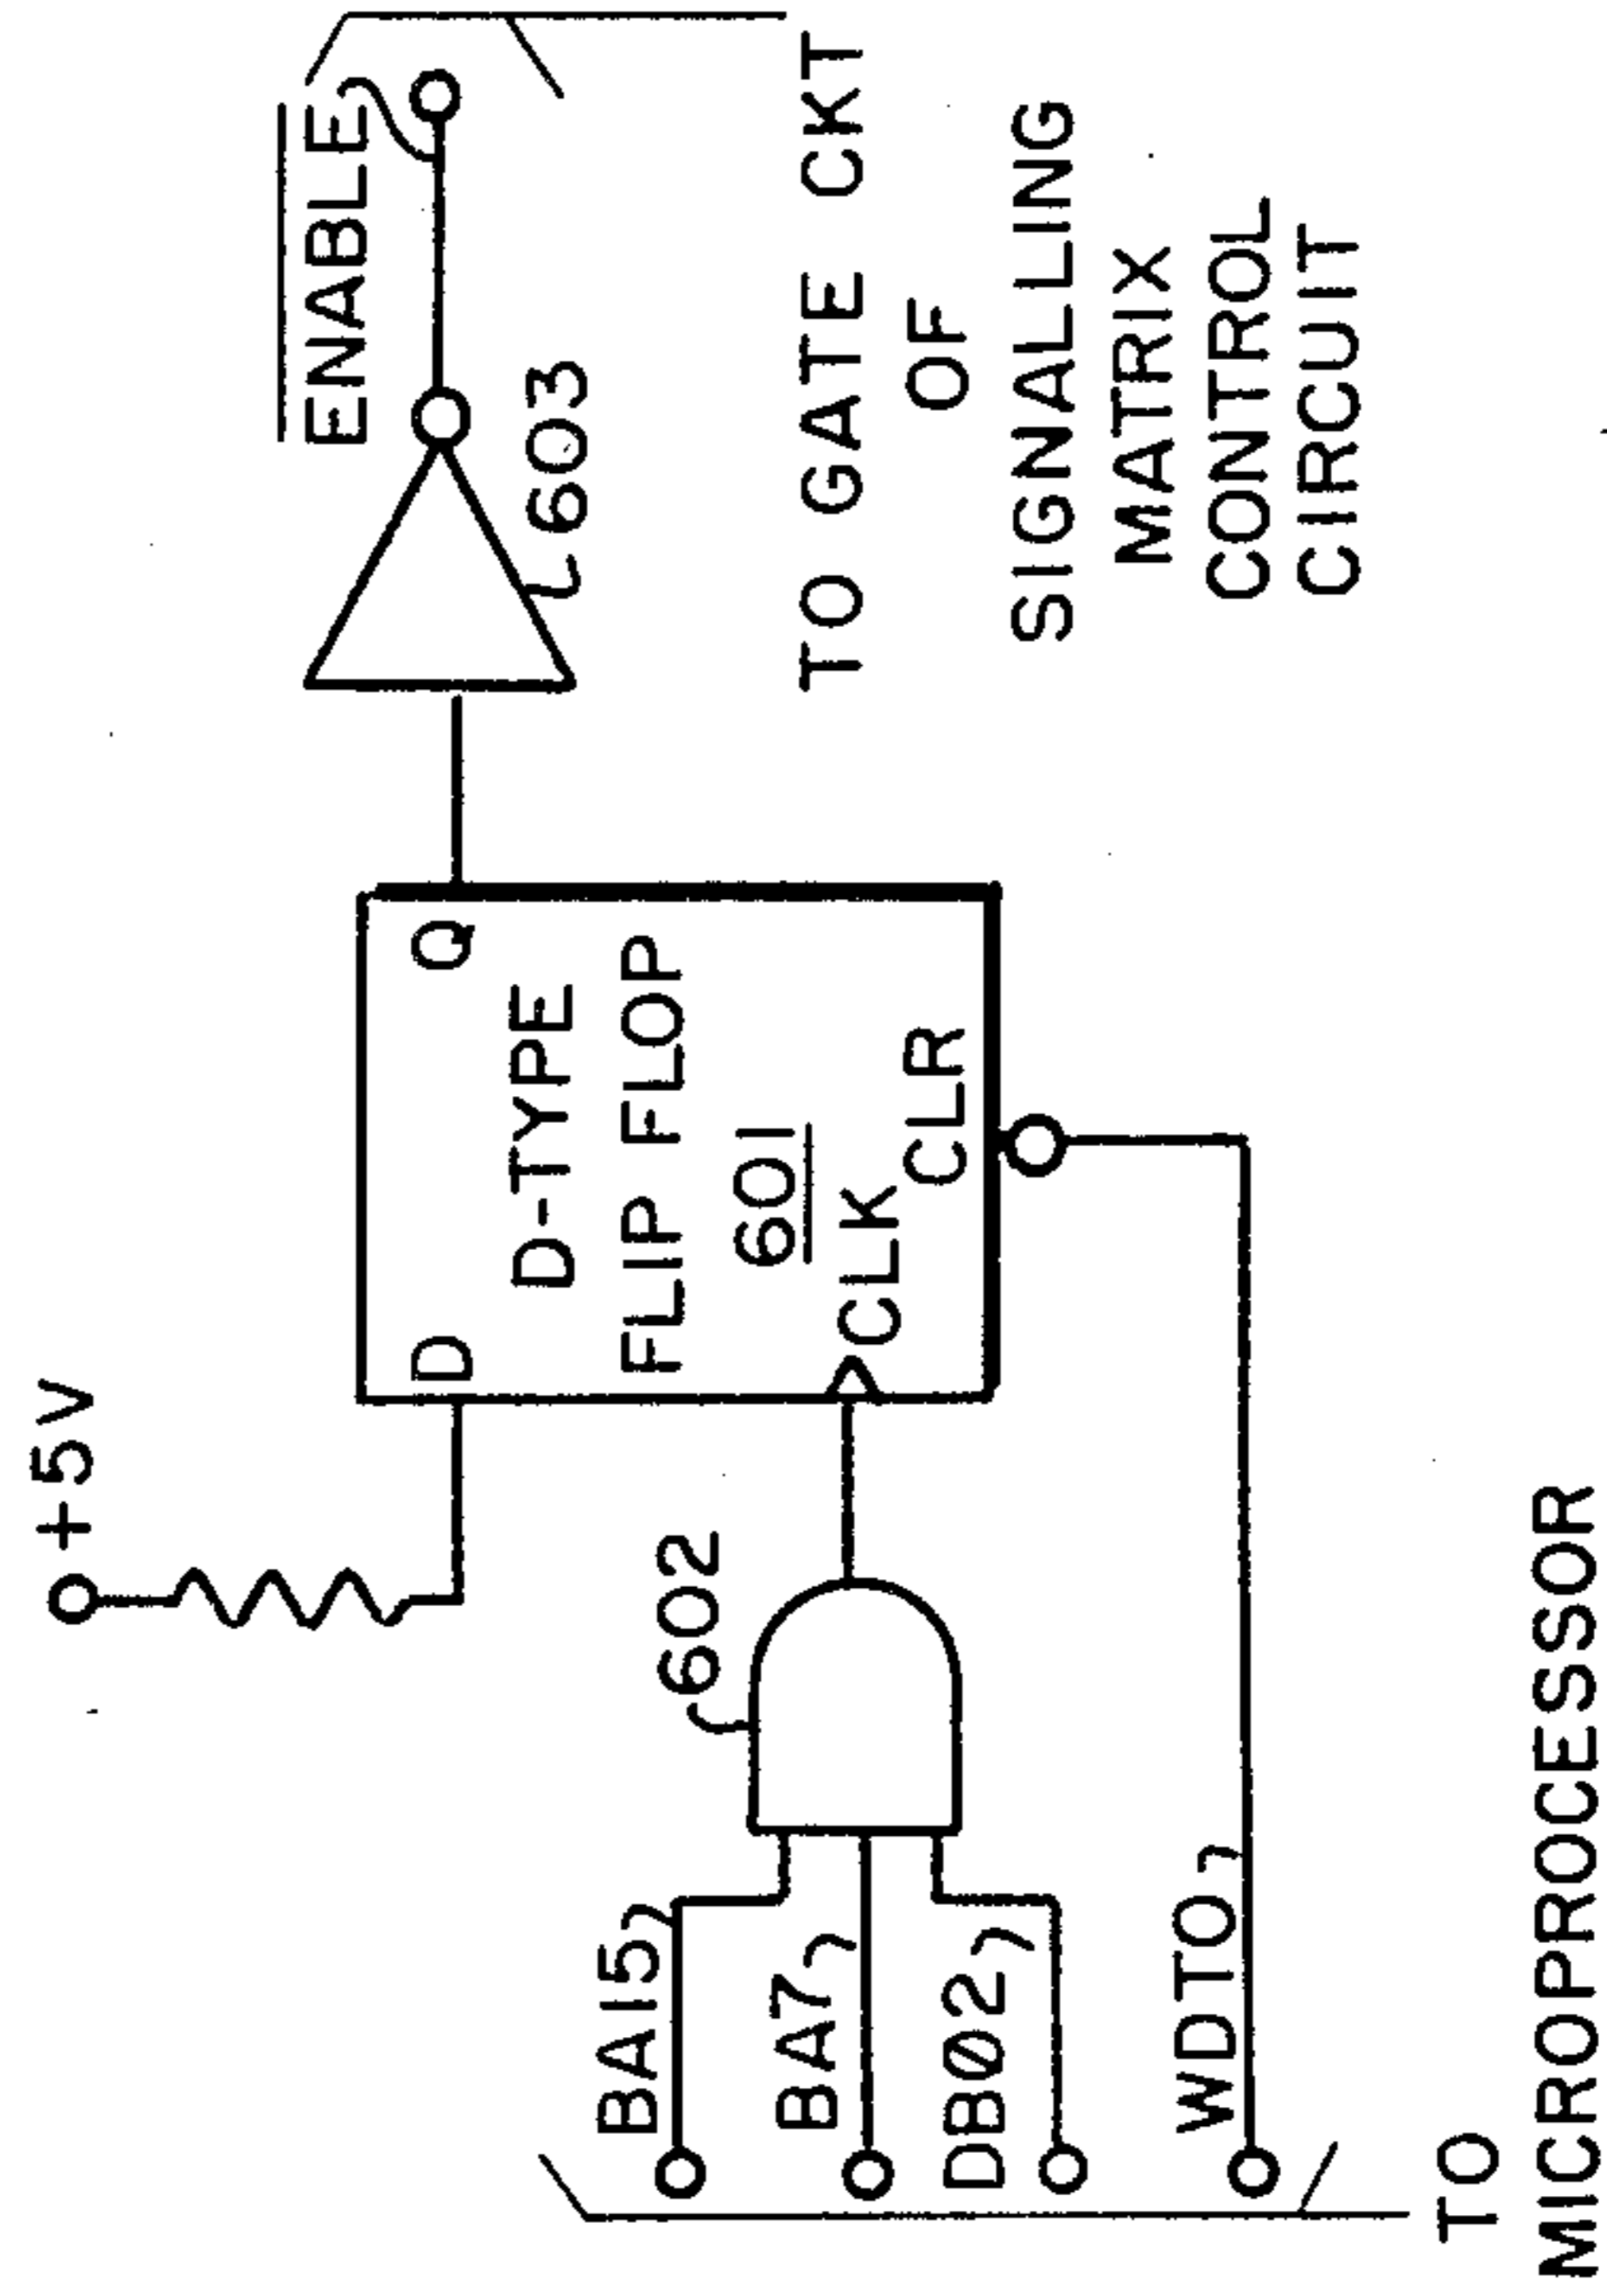 +5V
D
Q
D-TYPE
FLIP FLOP
601
CLK
CLR
602
603
ENABLE
BA15
BA7
DB02
WDTO
TO
MICROPROCESSOR
TO GATE CKT
OF
SIGNALLING
MATRIX
CONTROL
CIRCUIT